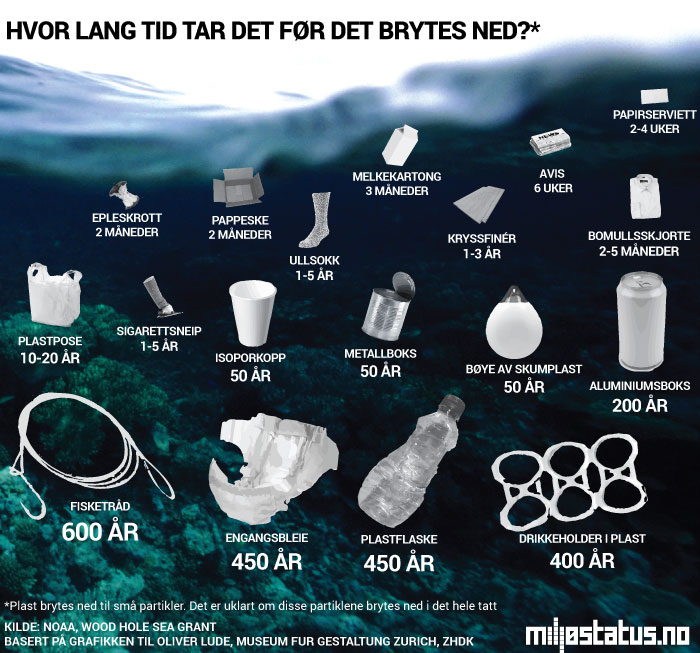 HVOR LANG TID TAR DET FØR DET BRYTES NED?*
PAPIRSERVIETT
2-4 UKER
MELKEKARTONG
3 MÅNEDER
AVIS
6 UKER
EPLESKROTT
2 MÅNEDER
PAPPESKE
2 MÅNEDER
ULLSOKK
1-5 ÅR
KRYSSFINÉR
1-3 ÅR
BOMULLSSKJORTE
2-5 MÅNEDER
PLASTPOSE
10-20 ÅR
SIGARETTSNEIP
1-5 ÅR
ISOPORKOPP
50 ÅR
METALLBOKS
50 ÅR
BØYE AV SKUMPLAST
50 ÅR
ALUMINIUMSBOKS
200 ÅR
FISKETRÅD
600 ÅR
ENGANGSBLEIE
450 ÅR
PLASTFLASKE
450 ÅR
DRIKKEHOLDER I PLAST
400 ÅR
*Plast brytes ned til små partikler. Det er uklart om disse partiklene brytes ned i det hele tatt
KILDE: NOAA, WOOD HOLE SEA GRANT
BASERT PÅ GRAFIKKEN TIL OLIVER LUDE, MUSEUM FUR GESTALTUNG ZURICH, ZHDK
miljøstatus.no